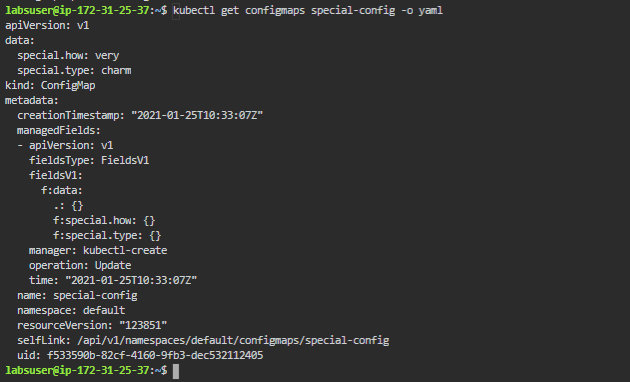 labsuser@ip-172-31-25-37:~$ kubectl get configmaps special-config -o yaml
apiVersion: v1
data:
  special.how: very
  special.type: charm
kind: ConfigMap
metadata:
  creationTimestamp: "2021-01-25T10:33:07Z"
  managedFields:
  - apiVersion: v1
    fieldsType: FieldsV1
    fieldsV1:
      f:data:
        .: {}
        f:special.how: {}
        f:special.type: {}
    manager: kubectl-create
    operation: Update
    time: "2021-01-25T10:33:07Z"
  name: special-config
  namespace: default
  resourceVersion: "123851"
  selfLink: /api/v1/namespaces/default/configmaps/special-config
  uid: f533590b-82cf-4160-9fb3-dec532112405
labsuser@ip-172-31-25-37:~$